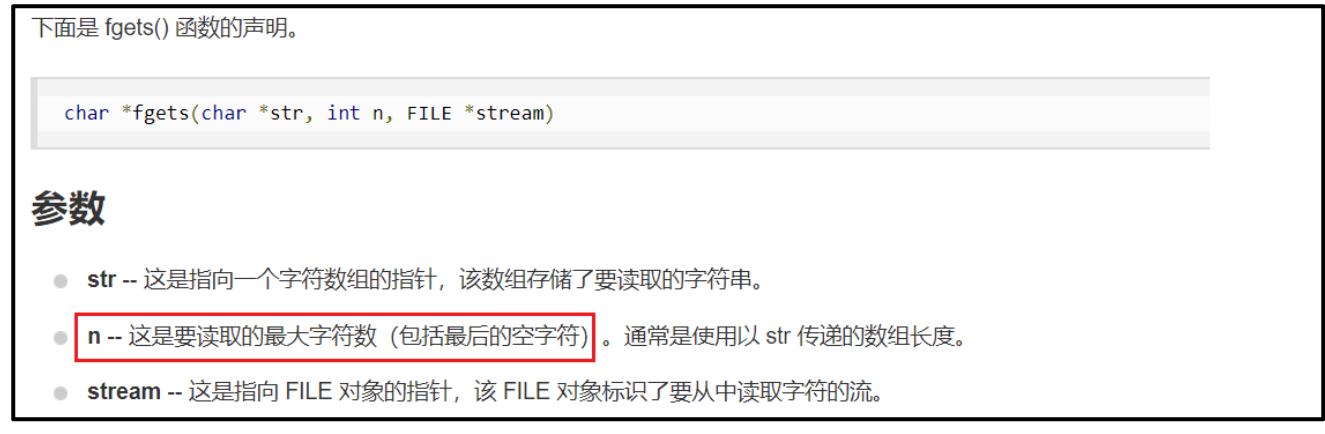 下面是 fgets() 函数的声明。
char *fgets(char *str, int n, FILE *stream)
参数
str -- 这是指向一个字符数组的指针，该数组存储了要读取的字符串。
n -- 这是要读取的最大字符数（包括最后的空字符）。通常是使用以 str 传递的数组长度。
stream -- 这是指向 FILE 对象的指针，该 FILE 对象标识了要从中读取字符的流。